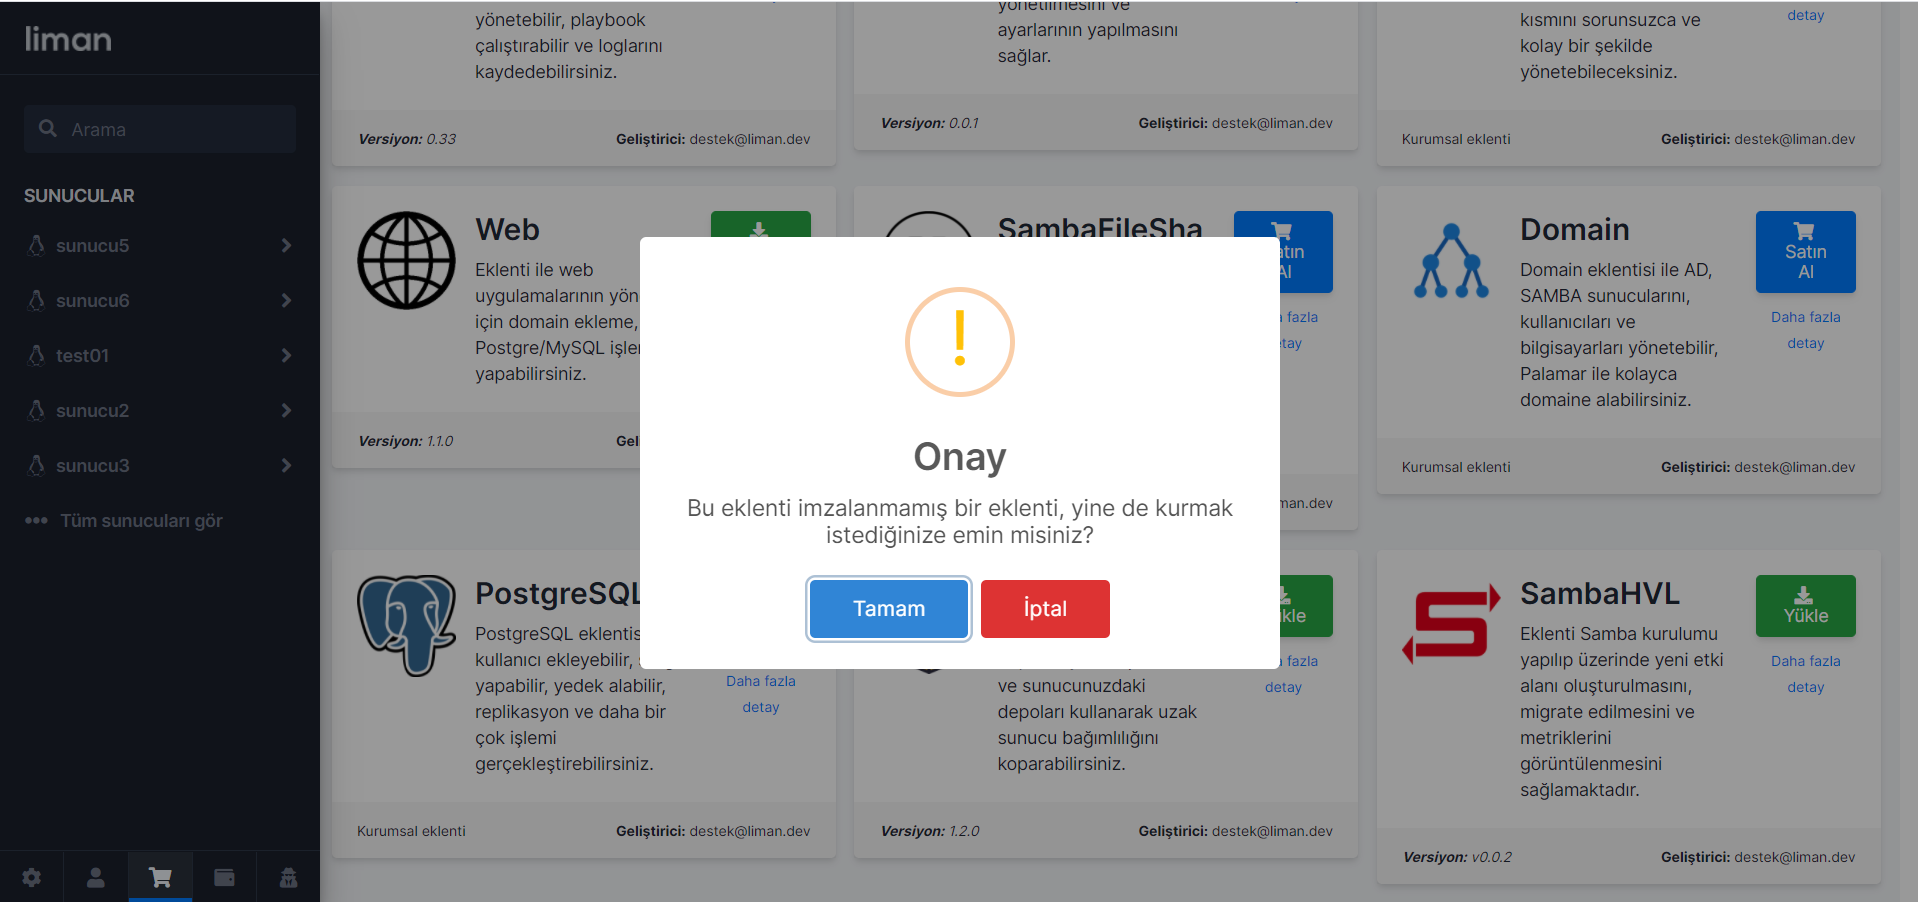 liman
Arama
SUNUCULAR
sunucu5
sunucu6
test01
sunucu2
sunucu3
Tüm sunucuları gör
yönetebilir, playbook
çalıştırabilir ve loglarını
kaydedebilirsiniz.
Versiyon: 0.33 Geliştirici: destek@liman.dev
yönetilmesini ve
ayarlarının yapılmasını
sağlar.
Versiyon: 0.0.1 Geliştirici: destek@liman.dev
kısmını sorunsuzca ve
kolay bir şekilde
yönetebileceksiniz.
detay
Kurumsal eklenti Geliştirici: destek@liman.dev
Web
Eklenti ile web
uygulamalarının yön
için domain ekleme,
Postgre/MySQL işler
yapabilirsiniz.
Versiyon: 1.1.0 Geli
SambaFileSha
atın
Al
fazla
tay
man.dev
Domain
Domain eklentisi ile AD,
SAMBA sunucularını,
kullanıcıları ve
bilgisayarları yönetebilir,
Palamar ile kolayca
domaine alabilirsiniz.
Satın
Al
Daha fazla
detay
Kurumsal eklenti Geliştirici: destek@liman.dev
Onay
Bu eklenti imzalanmamış bir eklenti, yine de kurmak
istediğinize emin misiniz?
Tamam İptal
PostgreSQL
PostgreSQL eklentis
kullanıcı ekleyebilir,
yapabilir, yedek alabilir,
replikasyon ve daha bir
çok işlemi
gerçekleştirebilirsiniz.
Daha fazla
detay
Kurumsal eklenti Geliştirici: destek@liman.dev
ve sunucunuzdaki
depoları kullanarak uzak
sunucu bağımlılığını
koparabilirsiniz.
kle
fazla
detay
Versiyon: 1.2.0 Geliştirici: destek@liman.dev
SambaHVL
Eklenti Samba kurulumu
yapılıp üzerinde yeni etki
alanı oluşturulmasını,
migrate edilmesini ve
metriklerini
görüntülenmesini
sağlamaktadır.
Yükle
Daha fazla
detay
Versiyon: v0.0.2 Geliştirici: destek@liman.dev